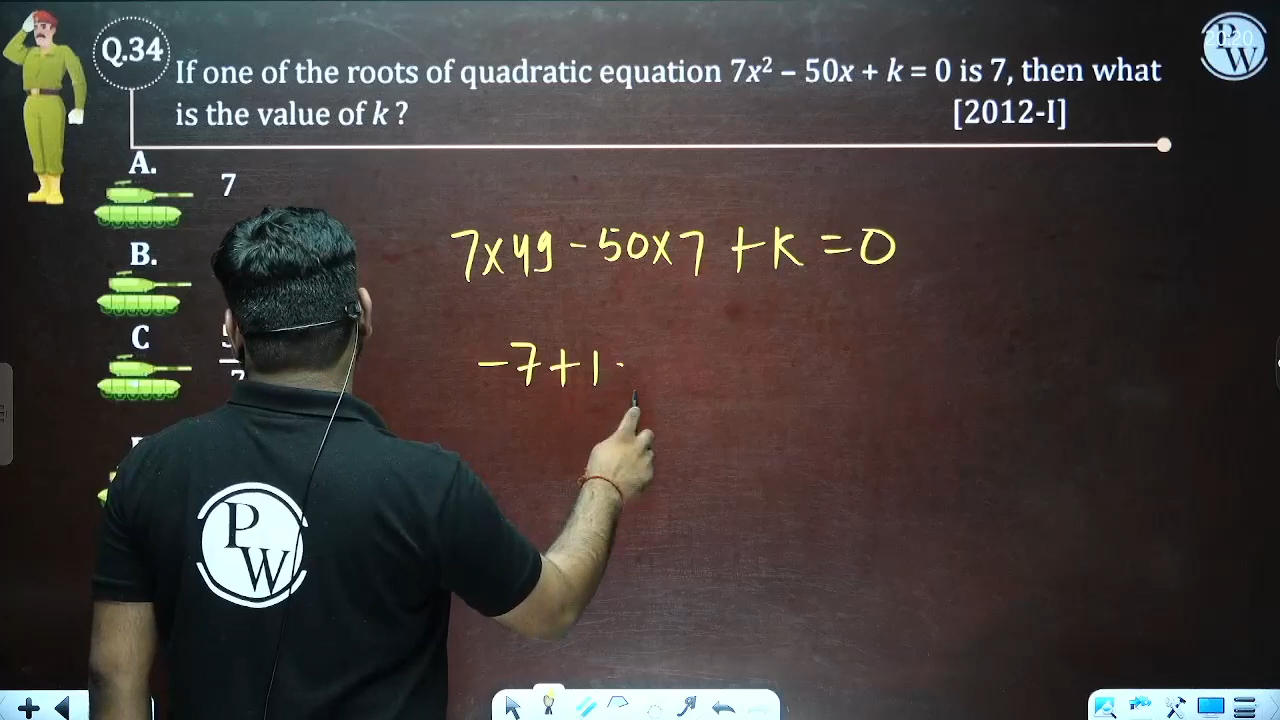 Q.34
If one of the roots of quadratic equation 7x² – 50x + k = 0 is 7, then what
is the value of k ?
[2012-I]
A.
7
B.
C
7x49 - 50x7 + K = 0
-7+1
P
W
PW